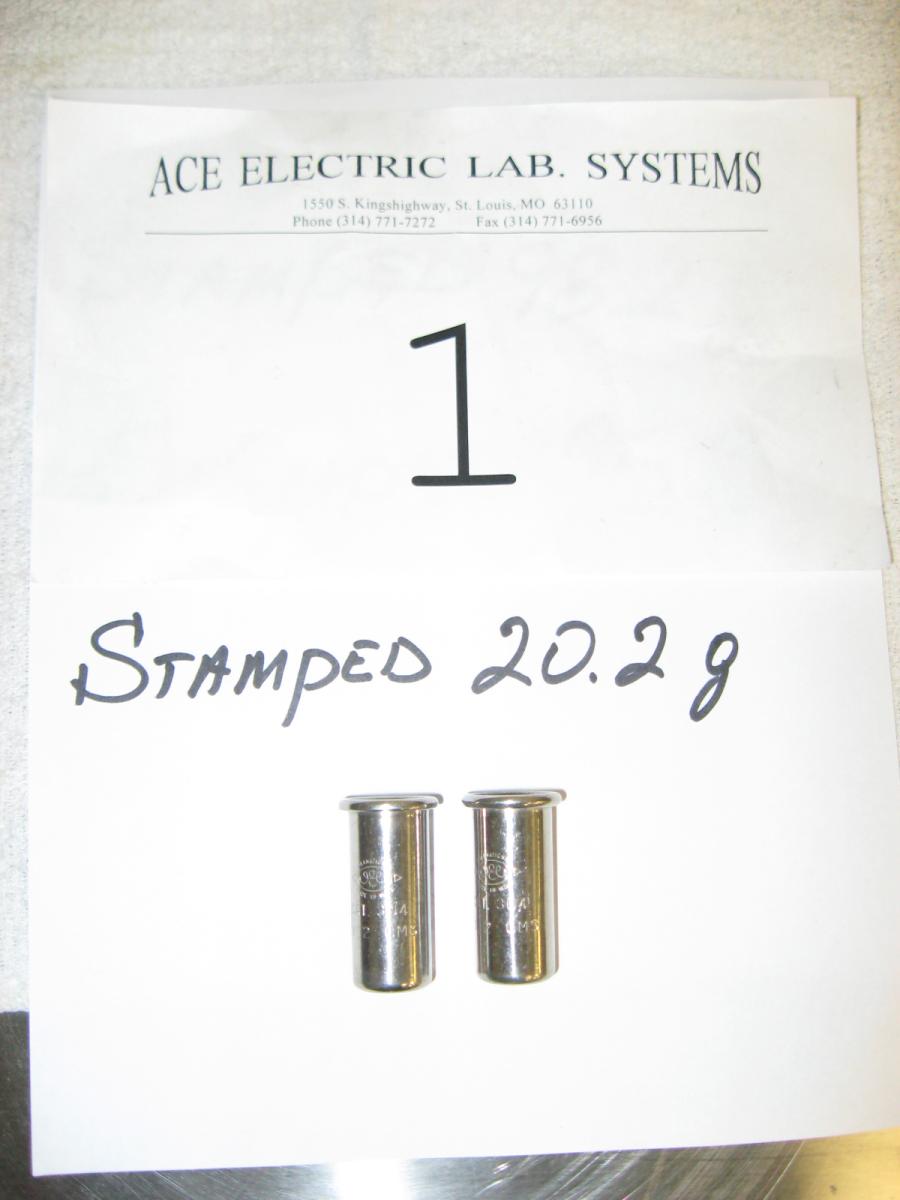 ACE ELECTRIC LAB. SYSTEMS
1550 S. Kingshighway, St. Louis, MO 63110
Phone (314) 771-7272 Fax (314) 771-6956
1
STAMPED 20.2 g